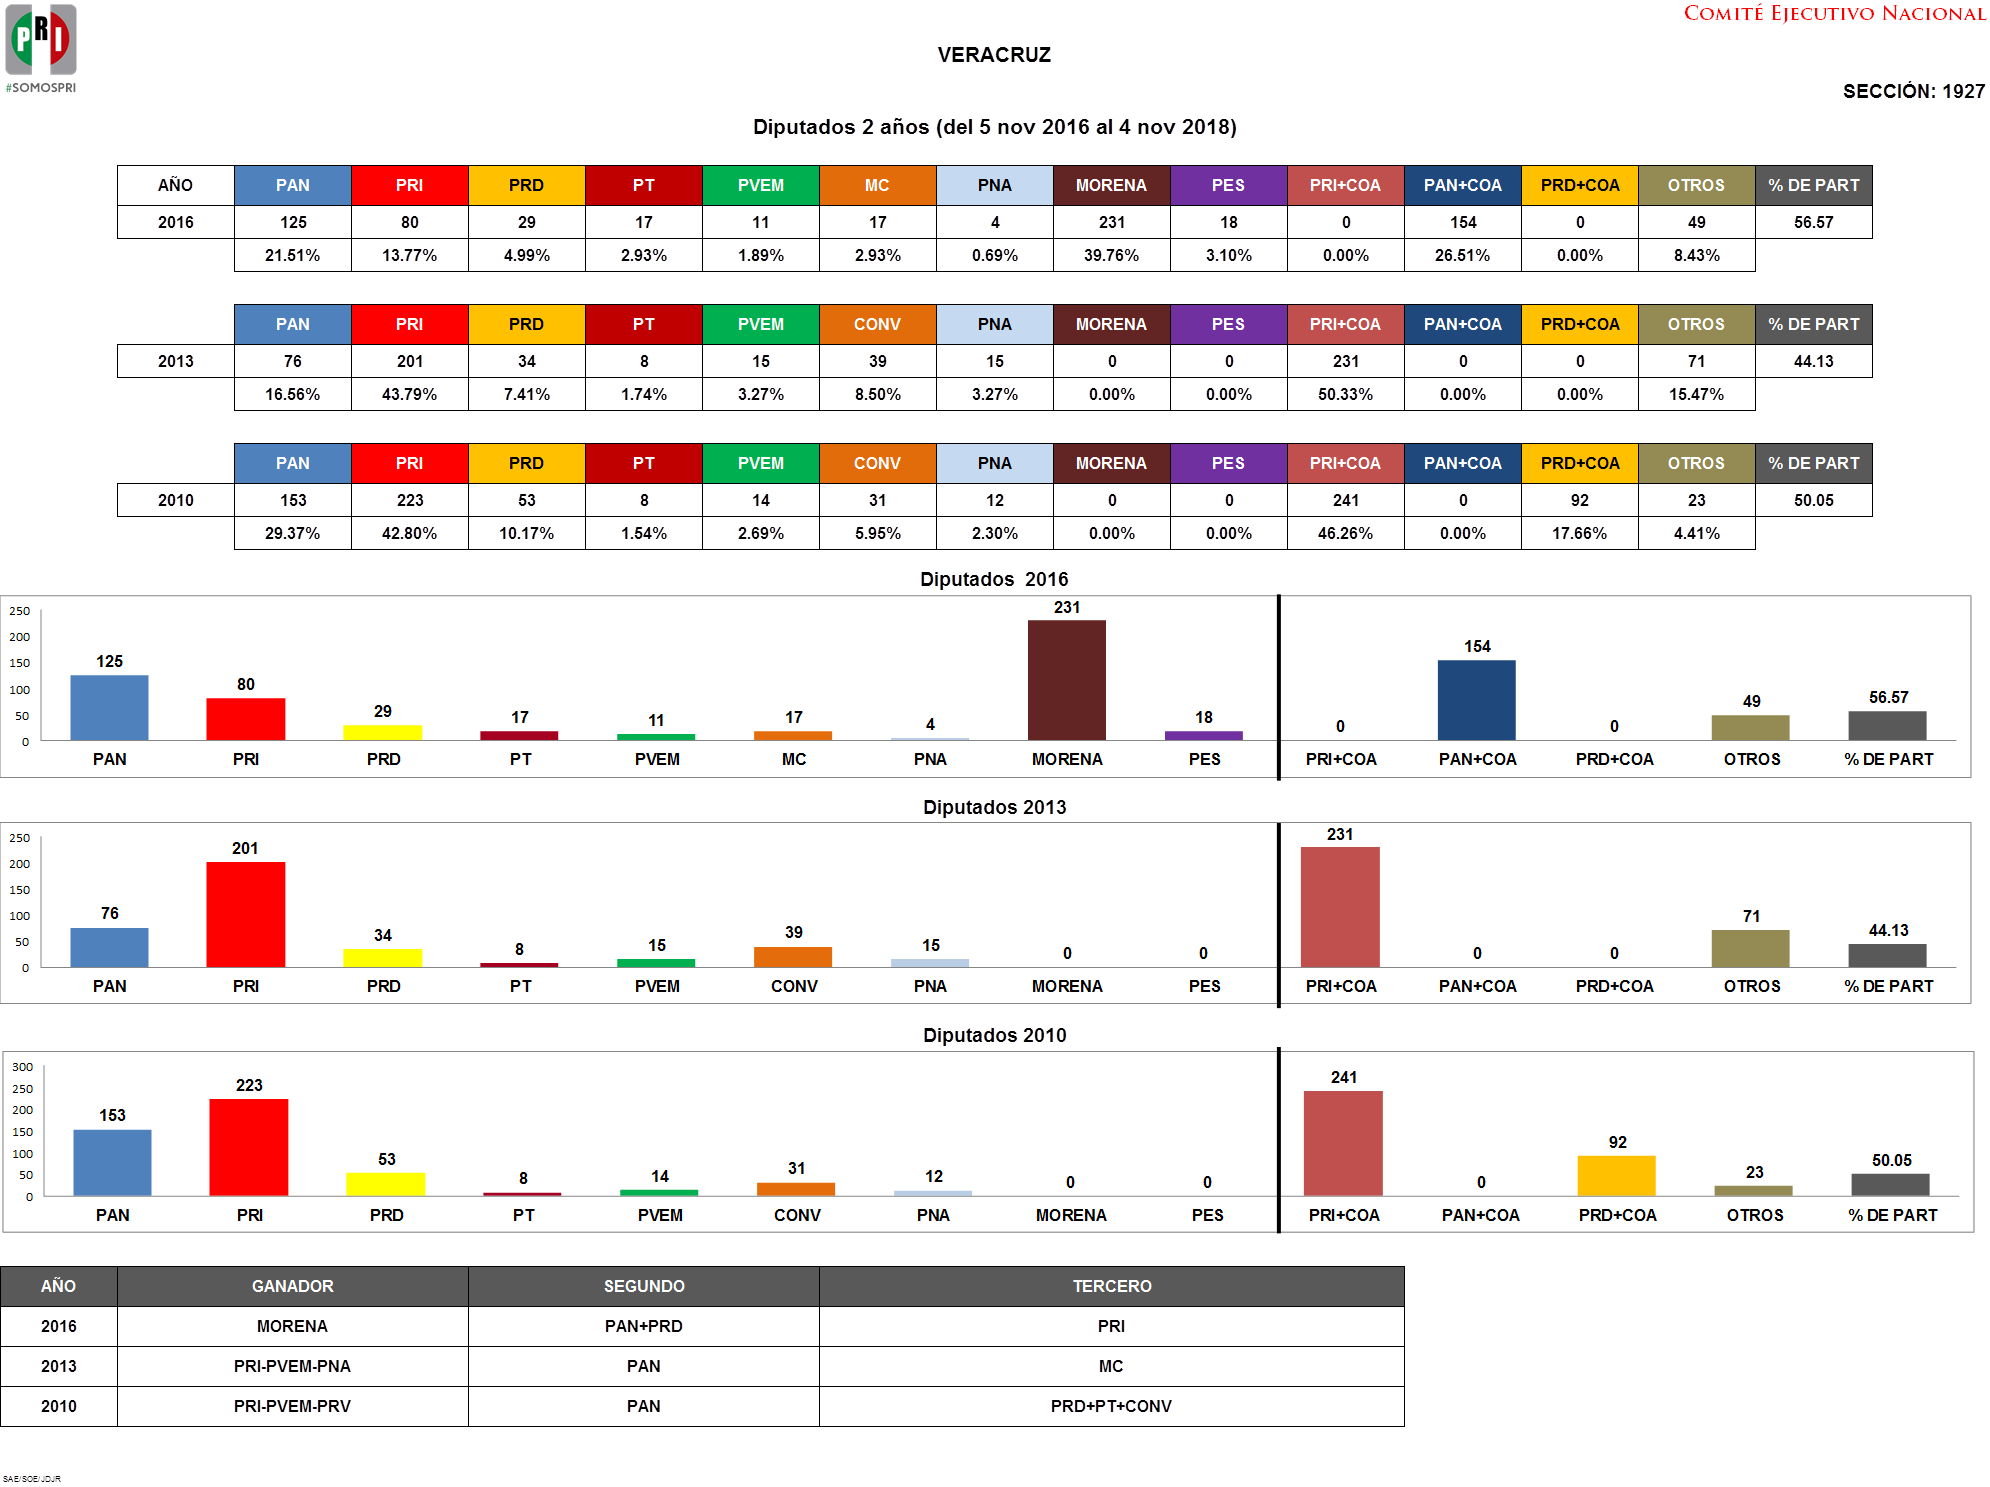 PRI
#SOMOSPRI
COMITÉ EJECUTIVO NACIONAL
VERACRUZ
SECCIÓN: 1927
Diputados 2 años (del 5 nov 2016 al 4 nov 2018)
AÑO PAN PRI PRD PT PVEM MC PNA MORENA PES PRI+COA PAN+COA PRD+COA OTROS % DE PART
2016 125 80 29 17 11 17 4 231 18 0 154 0 49 56.57
21.51% 13.77% 4.99% 2.93% 1.89% 2.93% 0.69% 39.76% 3.10% 0.00% 26.51% 0.00% 8.43%
PAN PRI PRD PT PVEM CONV PNA MORENA PES PRI+COA PAN+COA PRD+COA OTROS % DE PART
2013 76 201 34 8 15 39 15 0 0 231 0 0 71 44.13
16.56% 43.79% 7.41% 1.74% 3.27% 8.50% 3.27% 0.00% 0.00% 50.33% 0.00% 0.00% 15.47%
PAN PRI PRD PT PVEM CONV PNA MORENA PES PRI+COA PAN+COA PRD+COA OTROS % DE PART
2010 153 223 53 8 14 31 12 0 0 241 0 92 23 50.05
29.37% 42.80% 10.17% 1.54% 2.69% 5.95% 2.30% 0.00% 0.00% 46.26% 0.00% 17.66% 4.41%
Diputados 2016
250
200
150
100
50
0
125 80 29 17 11 17 4 231 18 0 154 0 49 56.57
PAN PRI PRD PT PVEM MC PNA MORENA PES PRI+COA PAN+COA PRD+COA OTROS % DE PART
Diputados 2013
250
200
150
100
50
0
76 201 34 8 15 39 15 0 0 231 0 0 71 44.13
PAN PRI PRD PT PVEM CONV PNA MORENA PES PRI+COA PAN+COA PRD+COA OTROS % DE PART
Diputados 2010
300
250
200
150
100
50
0
153 223 53 8 14 31 12 0 0 241 0 92 23 50.05
PAN PRI PRD PT PVEM CONV PNA MORENA PES PRI+COA PAN+COA PRD+COA OTROS % DE PART
AÑO GANADOR SEGUNDO TERCERO
2016 MORENA PAN+PRD PRI
2013 PRI-PVEM-PNA PAN MC
2010 PRI-PVEM-PRV PAN PRD+PT+CONV
SAE/SOE/JDJR